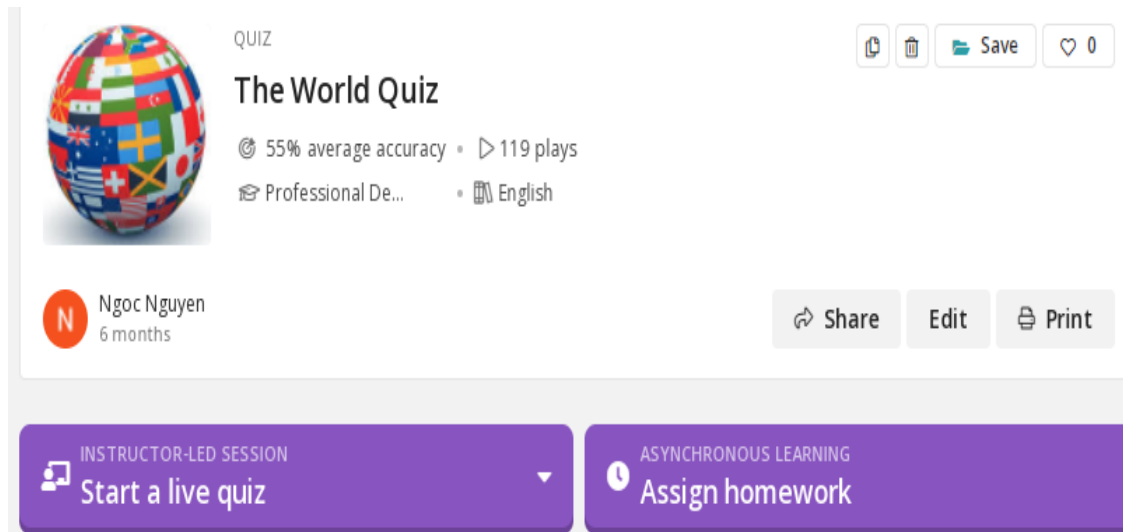 QUIZ
Save
0
The World Quiz
55% average accuracy • 119 plays
Professional De... • English
N
Ngoc Nguyen
6 months
Share
Edit
Print
INSTRUCTOR-LED SESSION
Start a live quiz
ASYNCHRONOUS LEARNING
Assign homework